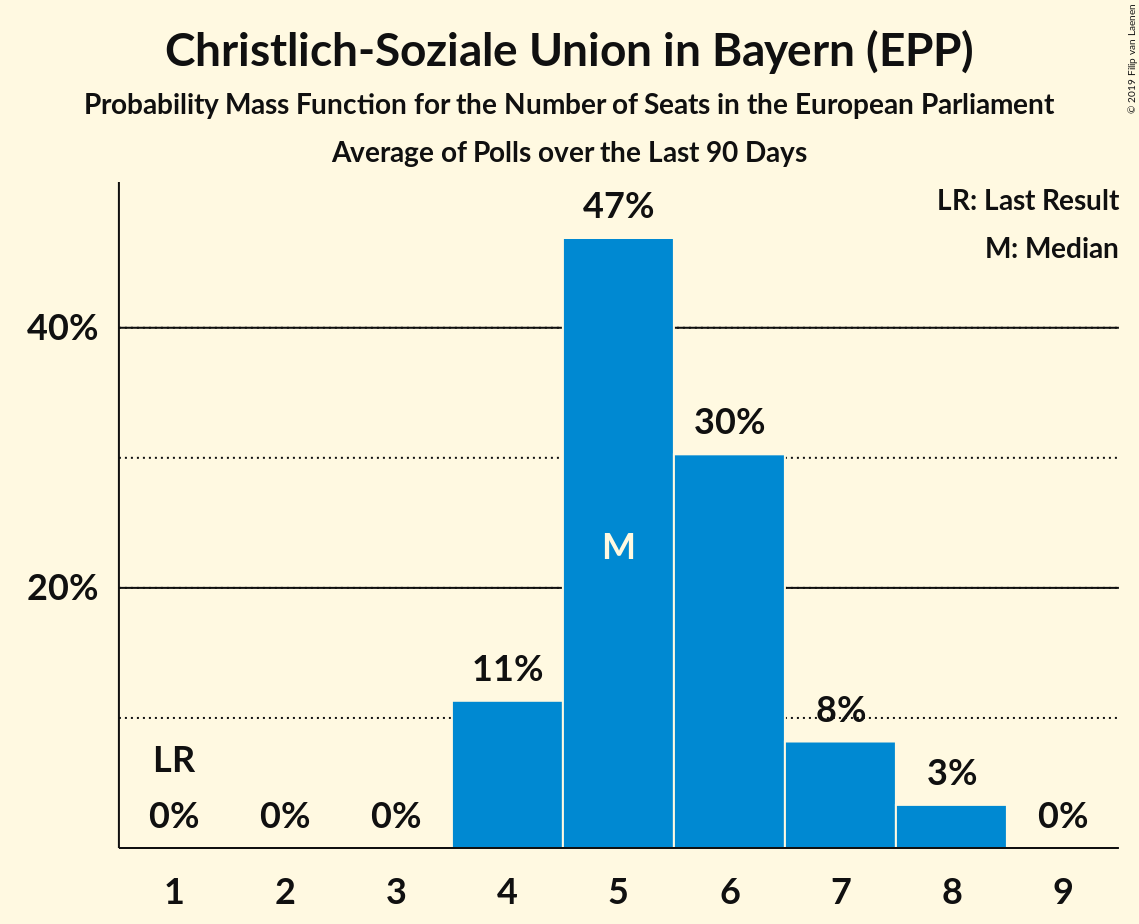 Christlich-Soziale Union in Bayern (EPP)
Probability Mass Function for the Number of Seats in the European Parliament
Average of Polls over the Last 90 Days
© 2019 Filip van Laenen
LR: Last Result
M: Median
47%
40%
30%
M
20%
11%
8%
LR
3%
0% 0% 0% 0%
1 2 3 4 5 6 7 8 9